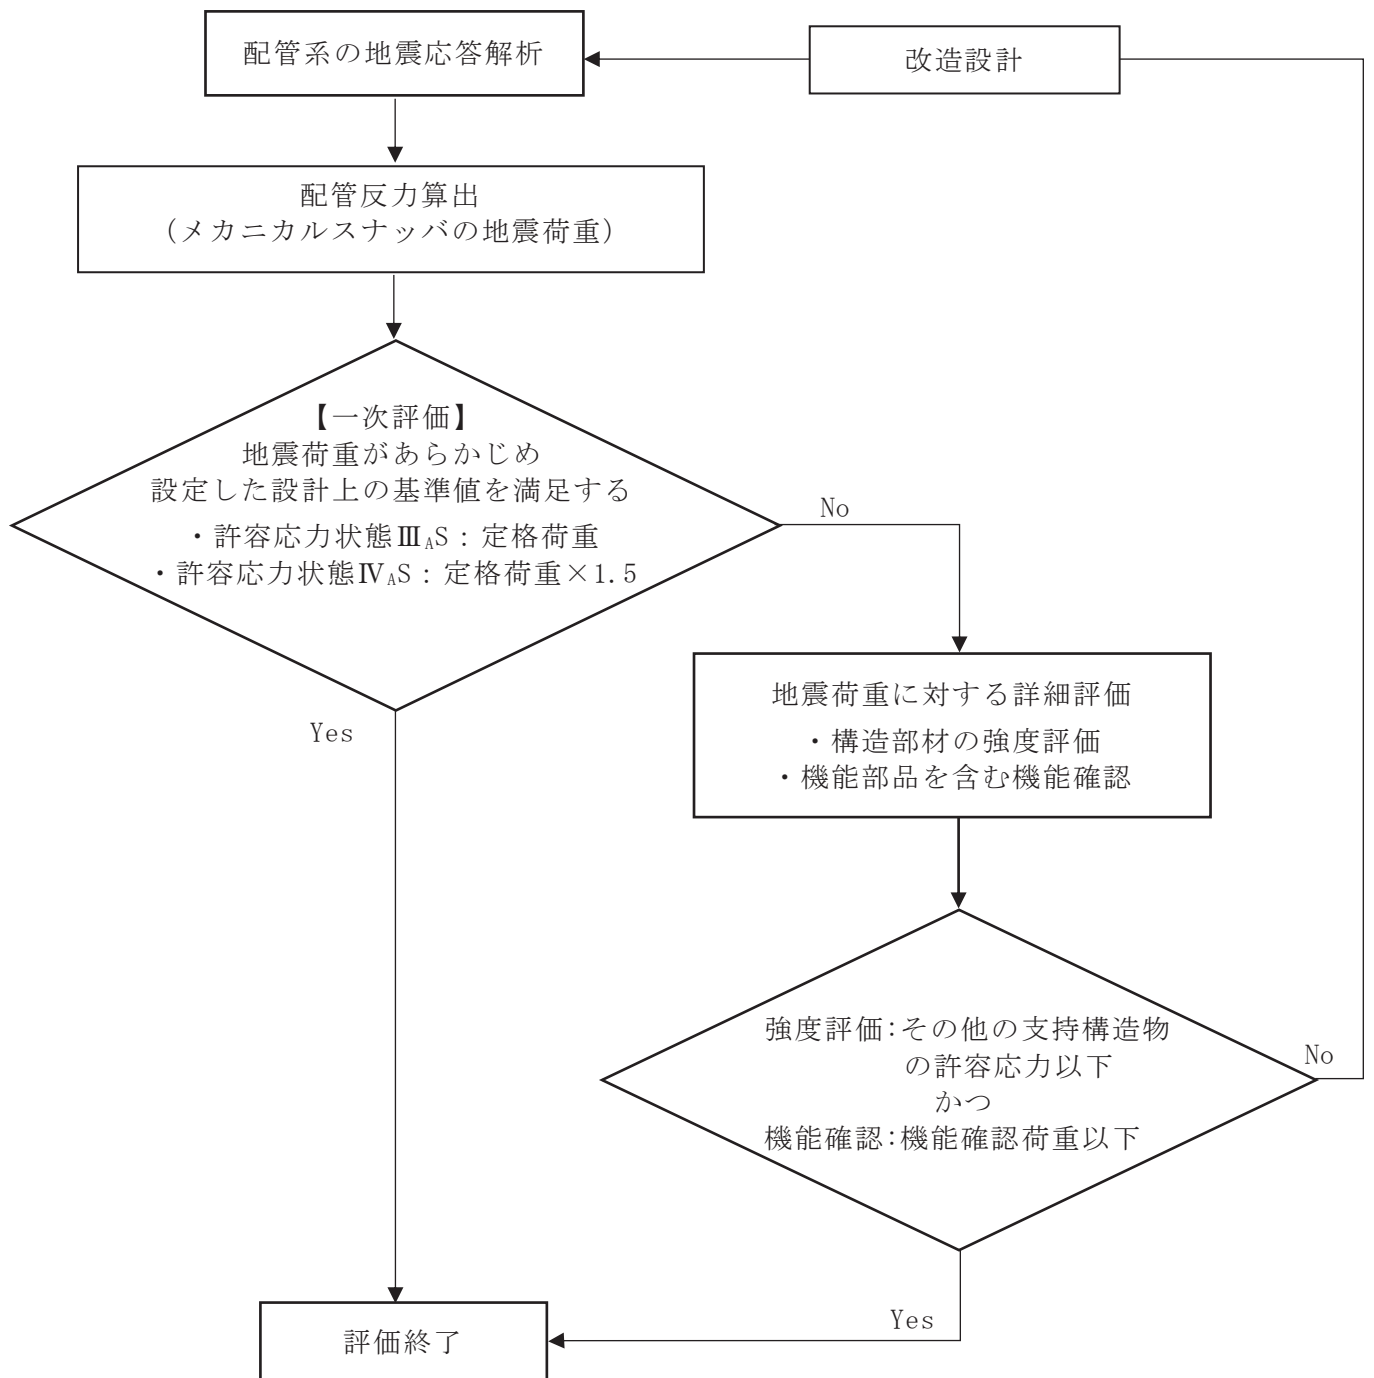 配管系の地震応答解析
改造設計
配管反力算出
(メカニカルスナッバの地震荷重)
【一次評価】
地震荷重があらかじめ
設定した設計上の基準値を満足する
・許容応力状態ⅢAS：定格荷重
・許容応力状態ⅣAS：定格荷重×1.5
No
Yes
地震荷重に対する詳細評価
・構造部材の強度評価
・機能部品を含む機能確認
強度評価：その他の支持構造物
の許容応力以下
かつ
機能確認：機能確認荷重以下
No
Yes
評価終了